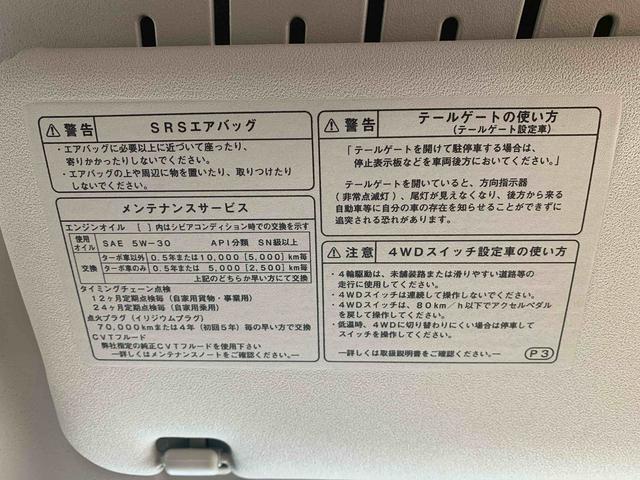 ⚠警告 SRSエアバッグ
・エアバッグに必要以上に近づいて座ったり、
寄りかかったりしないでください。
・エアバッグの上や周辺に物を置いたり、取りつけたり
しないでください。
メンテナンスサービス
エンジンオイル [ ]内はシビアコンディション時での交換を示す
使用オイル SAE 5W-30 API分類 SN級以上
交換 ターボ車以外 0.5年または10,000[5,000]km毎
ターボ車のみ 0.5年または 5,000[2,500]km毎
上記のどちらか早い方にて交換
タイミングチェーン点検
12ヶ月定期点検毎(自家用貨物・事業用)
24ヶ月定期点検毎(自家用乗用)
点火プラグ(イリジウムプラグ)
70,000kmまたは4年(初回5年)毎の早い方で交換
CVTフルード
弊社指定の純正CVTフルードを使用下さい
―詳しくはメンテナンスノートをご確認ください。―
⚠警告 テールゲートの使い方
(テールゲート設定車)
「テールゲートを開けて駐停車する場合は、
停止表示板などを車両後方においてください。」
テールゲートを開いていると、方向指示器
(非常点滅灯)、尾灯が見えなくなり、後方から来る
自動車等に自分の車の存在を知らせることができずに
追突される恐れがあります。
⚠注意 4WDスイッチ設定車の使い方
・4輪駆動は、未舗装路または滑りやすい道路等の
走行に使用してください。
・4WDスイッチは連続して操作しないでください。
・4WDスイッチは、80km/h以下でアクセルペダル
を戻して操作してください。
・低温時、4WDに切り替わりにくい場合は停車して
スイッチを操作してください。
―詳しくは取扱説明書をご確認ください。― P3